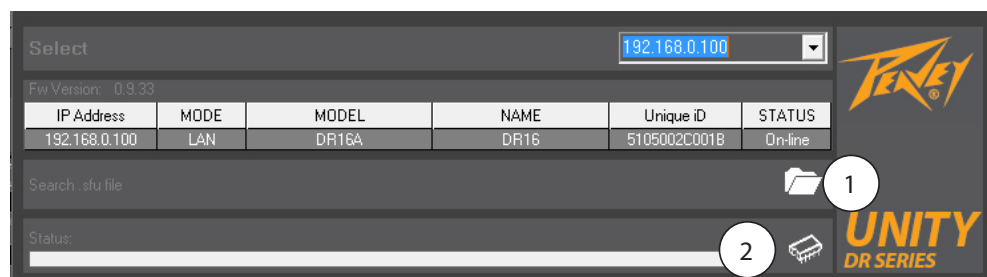 Select
192.168.0.100
Fw Version: 0.9.33
IP Address MODE MODEL NAME Unique iD STATUS
192.168.0.100 LAN DR16A DR16 5105002C001B On-line
Search .sfu file
1
Status:
2
PEAVEY
®
UNITY
DR SERIES